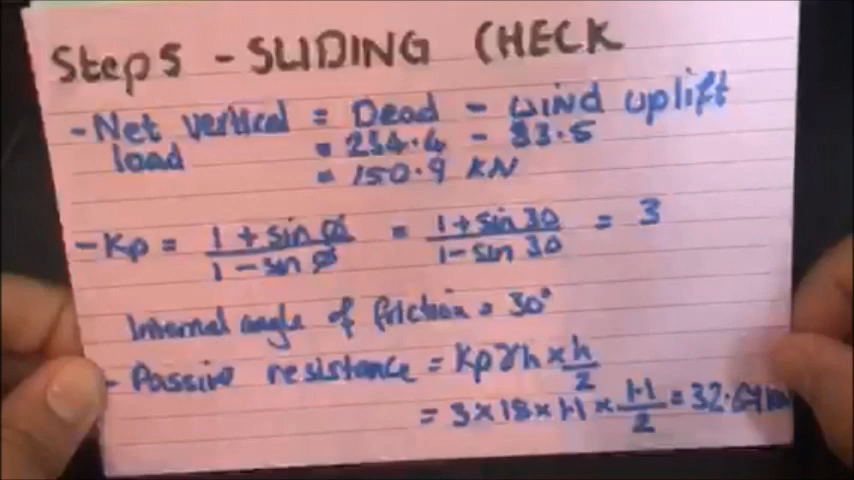 Step 5 - SLIDING CHECK
- Net vertical = Dead - wind uplift
load = 234.4 - 83.5
= 150.9 KN
- Kp = 1 + sin Ø / 1 - sin Ø = 1 + sin 30 / 1 - sin 30 = 3
Internal angle of friction = 30°
- Passive resistance = Kp γ h × h / 2
= 3 × 18 × 1.1 × 1.1 / 2 = 32.67